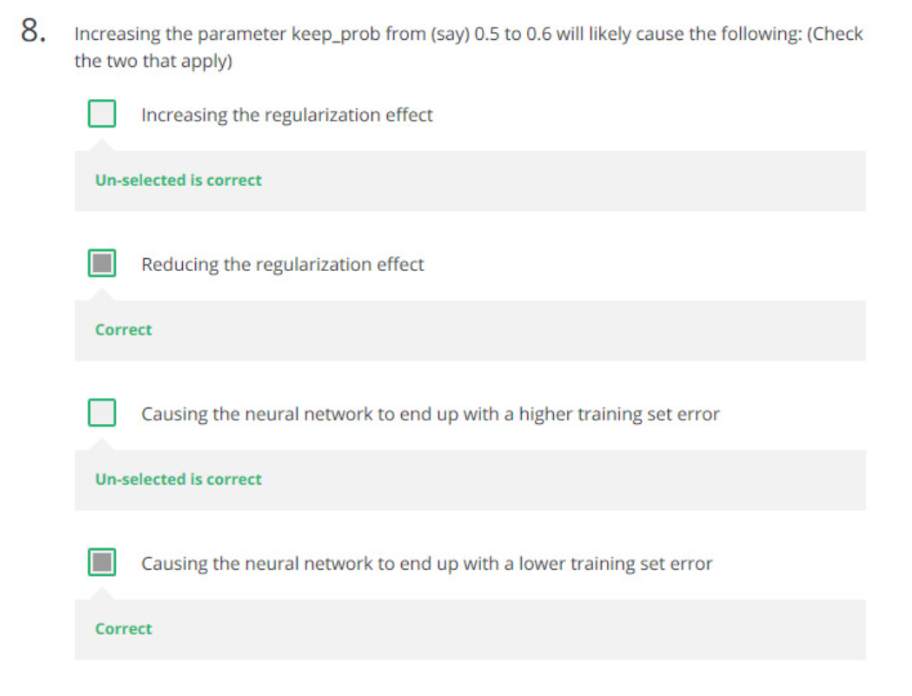 8. Increasing the parameter keep_prob from (say) 0.5 to 0.6 will likely cause the following: (Check
the two that apply)
Increasing the regularization effect
Un-selected is correct
Reducing the regularization effect
Correct
Causing the neural network to end up with a higher training set error
Un-selected is correct
Causing the neural network to end up with a lower training set error
Correct